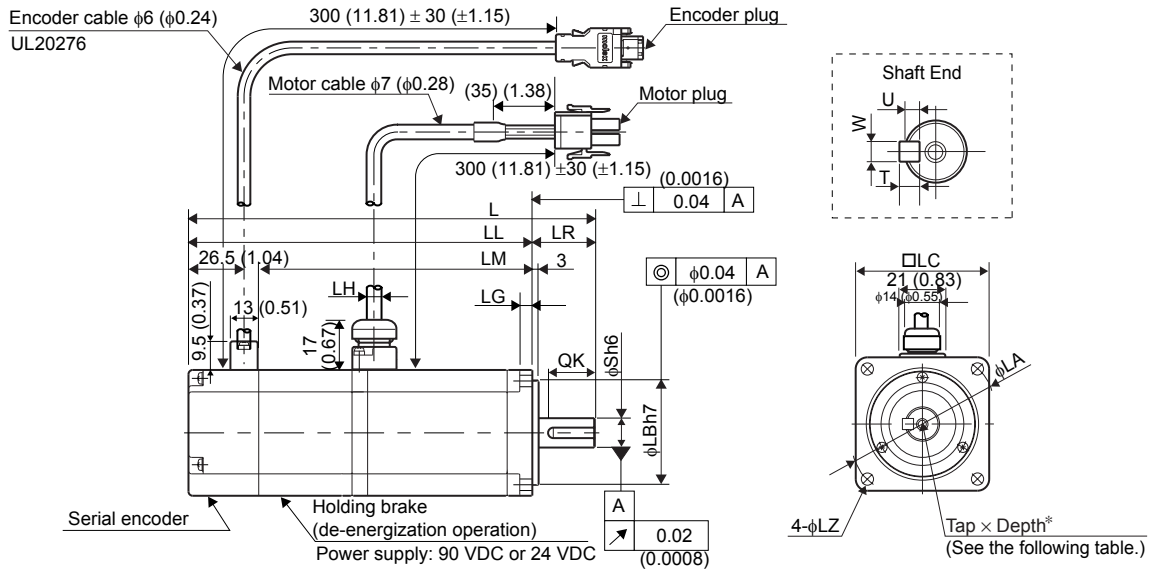 Encoder cable ϕ6 (ϕ0.24)
UL20276
300 (11.81) ± 30 (±1.15)
Encoder plug
molex
Motor cable ϕ7 (ϕ0.28)
(35) (1.38)
Motor plug
300 (11.81) ±30 (±1.15)
(0.0016)
⊥ 0.04 A
Shaft End
U
W
T
L
LL
LR
26.5 (1.04)
LM
3
◎ ϕ0.04 A
(ϕ0.0016)
13 (0.51)
9.5 (0.37)
LH
17
(0.67)
LG
QK
ϕSh6
ϕLBh7
□LC
21 (0.83)
ϕ14 (ϕ0.55)
ϕLA
Serial encoder
Holding brake
(de-energization operation)
Power supply: 90 VDC or 24 VDC
A
↗ 0.02
(0.0008)
4-ϕLZ
Tap × Depth*
(See the following table.)